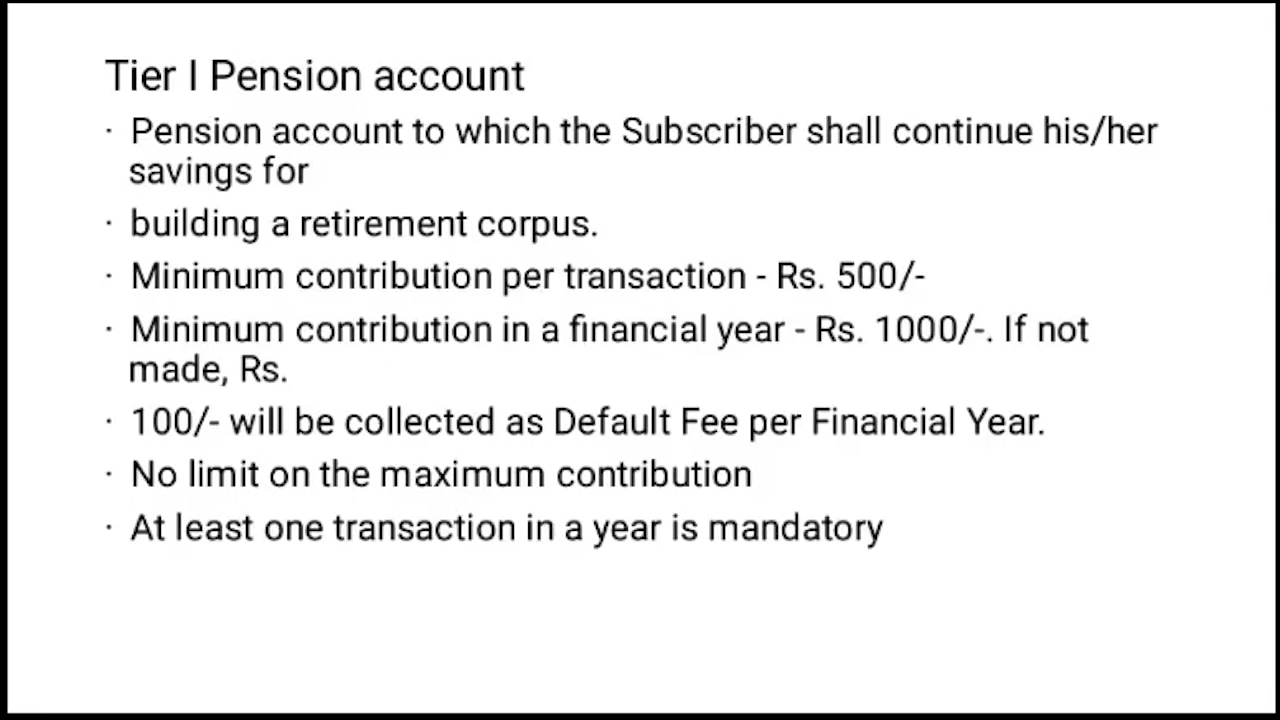 Tier I Pension account
· Pension account to which the Subscriber shall continue his/her
savings for
· building a retirement corpus.
· Minimum contribution per transaction - Rs. 500/-
· Minimum contribution in a financial year - Rs. 1000/-. If not
made, Rs.
· 100/- will be collected as Default Fee per Financial Year.
· No limit on the maximum contribution
· At least one transaction in a year is mandatory